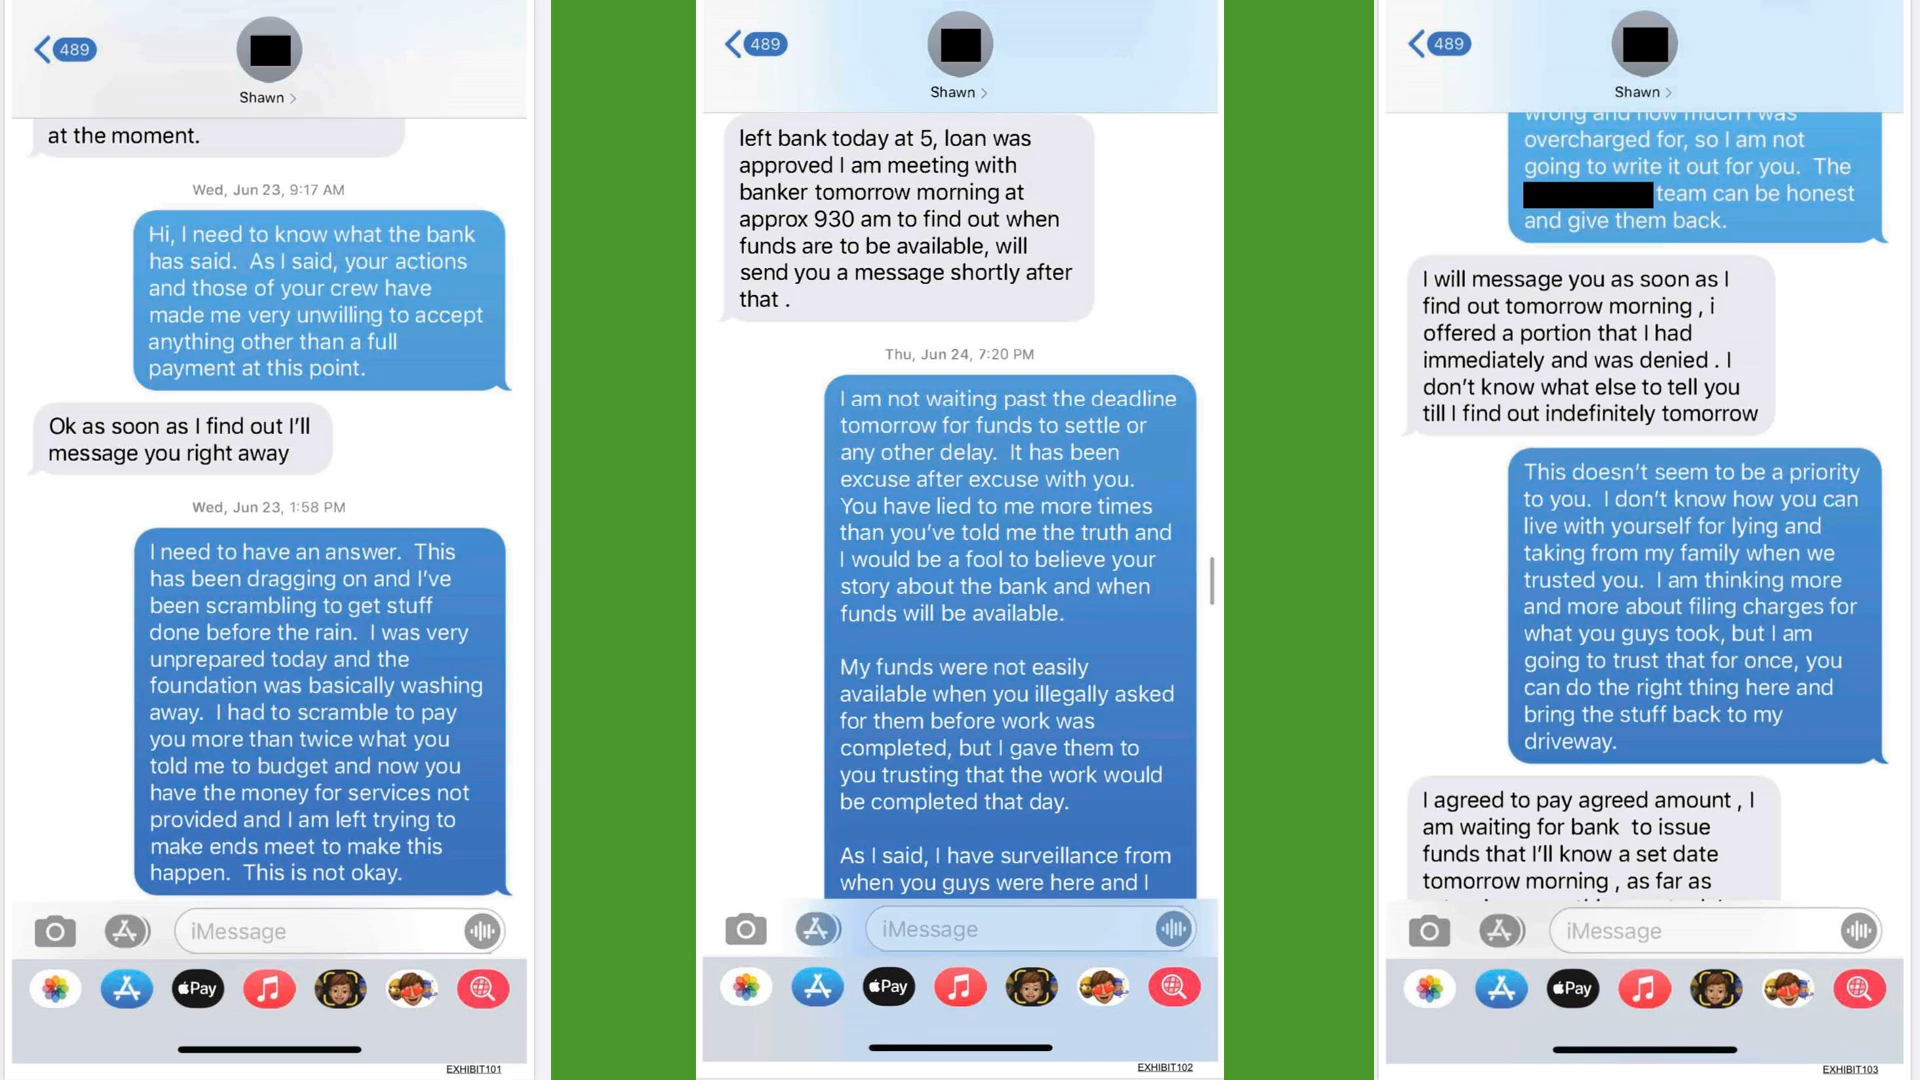 489
Shawn
at the moment.
Wed, Jun 23, 9:17 AM
Hi, I need to know what the bank
has said.  As I said, your actions
and those of your crew have
made me very unwilling to accept
anything other than a full
payment at this point.
Ok as soon as I find out I’ll
message you right away
Wed, Jun 23, 1:58 PM
I need to have an answer.  This
has been dragging on and I’ve
been scrambling to get stuff
done before the rain.  I was very
unprepared today and the
foundation was basically washing
away.  I had to scramble to pay
you more than twice what you
told me to budget and now you
have the money for services not
provided and I am left trying to
make ends meet to make this
happen.  This is not okay.
iMessage
Pay
EXHIBIT101
489
Shawn
left bank today at 5, loan was
approved I am meeting with
banker tomorrow morning at
approx 930 am to find out when
funds are to be available, will
send you a message shortly after
that .
Thu, Jun 24, 7:20 PM
I am not waiting past the deadline
tomorrow for funds to settle or
any other delay.  It has been
excuse after excuse with you.
You have lied to me more times
than you’ve told me the truth and
I would be a fool to believe your
story about the bank and when
funds will be available.
My funds were not easily
available when you illegally asked
for them before work was
completed, but I gave them to
you trusting that the work would
be completed that day.
As I said, I have surveillance from
when you guys were here and I
iMessage
Pay
EXHIBIT102
489
Shawn
wrong and how much I was
overcharged for, so I am not
going to write it out for you.  The
team can be honest
and give them back.
I will message you as soon as I
find out tomorrow morning , i
offered a portion that I had
immediately and was denied . I
don’t know what else to tell you
till I find out indefinitely tomorrow
This doesn’t seem to be a priority
to you.  I don’t know how you can
live with yourself for lying and
taking from my family when we
trusted you.  I am thinking more
and more about filing charges for
what you guys took, but I am
going to trust that for once, you
can do the right thing here and
bring the stuff back to my
driveway.
I agreed to pay agreed amount , I
am waiting for bank  to issue
funds that I’ll know a set date
tomorrow morning , as far as
iMessage
Pay
EXHIBIT103